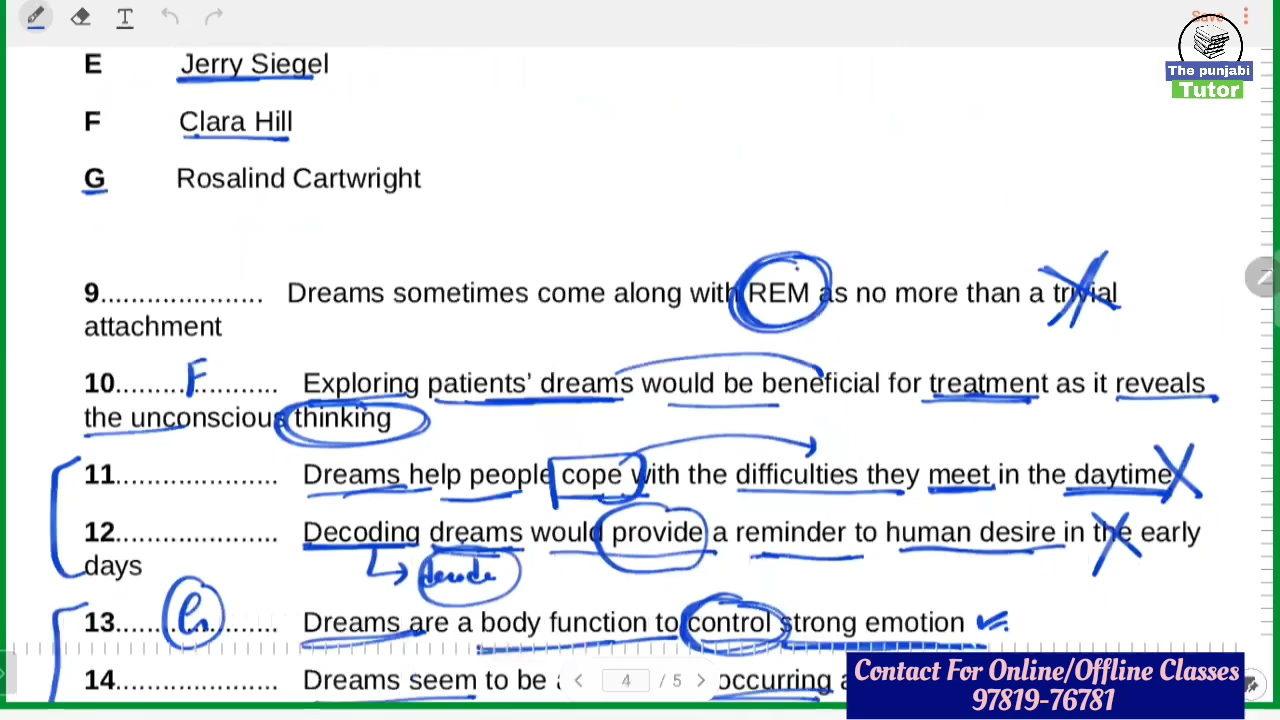 Save
The punjabi
Tutor
E Jerry Siegel
F Clara Hill
G Rosalind Cartwright
9..................... Dreams sometimes come along with REM as no more than a trivial
attachment
10.........F........... Exploring patients’ dreams would be beneficial for treatment as it reveals
the unconscious thinking
11..................... Dreams help people cope with the difficulties they meet in the daytime
12..................... Decoding dreams would provide a reminder to human desire in the early
days
decode
13..................... Dreams are a body function to control strong emotion
14..................... Dreams seem to be occurring
4 / 5
Contact For Online/Offline Classes
97819-76781